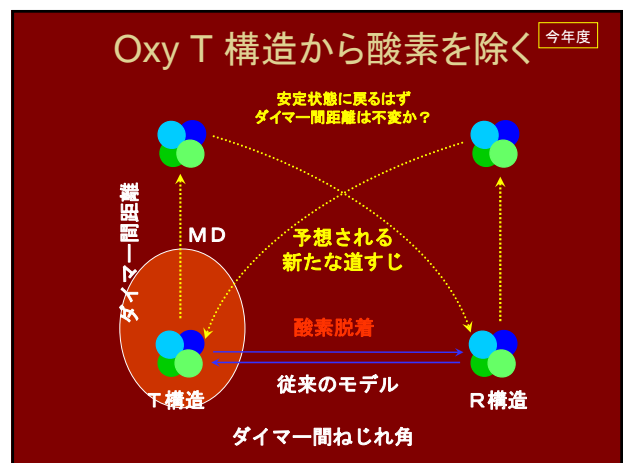 Oxy T 構造から酸素を除く
今年度
安定状態に戻るはず
ダイマー間距離は不変か？
ダイマー間距離
ＭＤ
予想される
新たな道すじ
酸素脱着
従来のモデル
Ｔ構造
Ｒ構造
ダイマー間ねじれ角